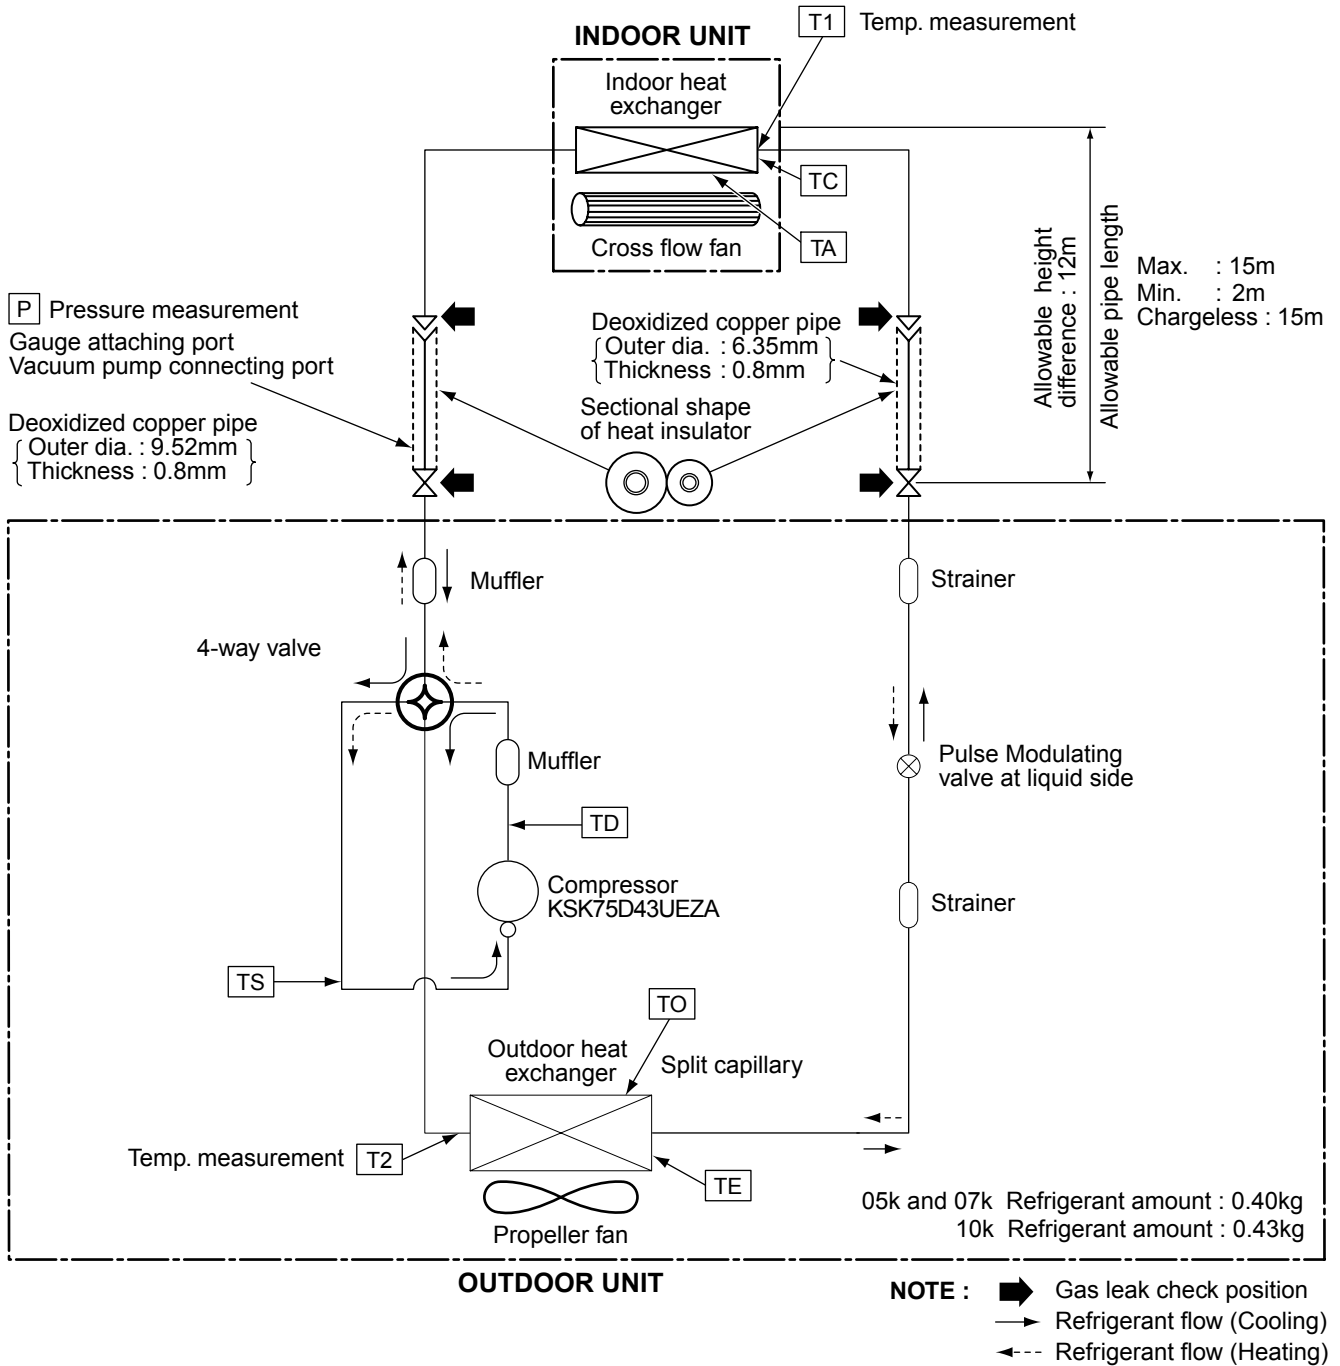 T1 Temp. measurement
INDOOR UNIT
Indoor heat
exchanger
TC
Cross flow fan
TA
Allowable height
difference : 12m
Allowable pipe length
Max. : 15m
Min. : 2m
Chargeless : 15m
P Pressure measurement
Gauge attaching port
Vacuum pump connecting port
Deoxidized copper pipe
Outer dia. : 9.52mm
Thickness : 0.8mm
Deoxidized copper pipe
Outer dia. : 6.35mm
Thickness : 0.8mm
Sectional shape
of heat insulator
Muffler
Strainer
4-way valve
Muffler
Pulse Modulating
valve at liquid side
TD
Compressor
KSK75D43UEZA
Strainer
TS
TO
Outdoor heat
exchanger
Split capillary
Temp. measurement T2
TE
Propeller fan
05k and 07k Refrigerant amount : 0.40kg
10k Refrigerant amount : 0.43kg
OUTDOOR UNIT
NOTE :
Gas leak check position
Refrigerant flow (Cooling)
Refrigerant flow (Heating)